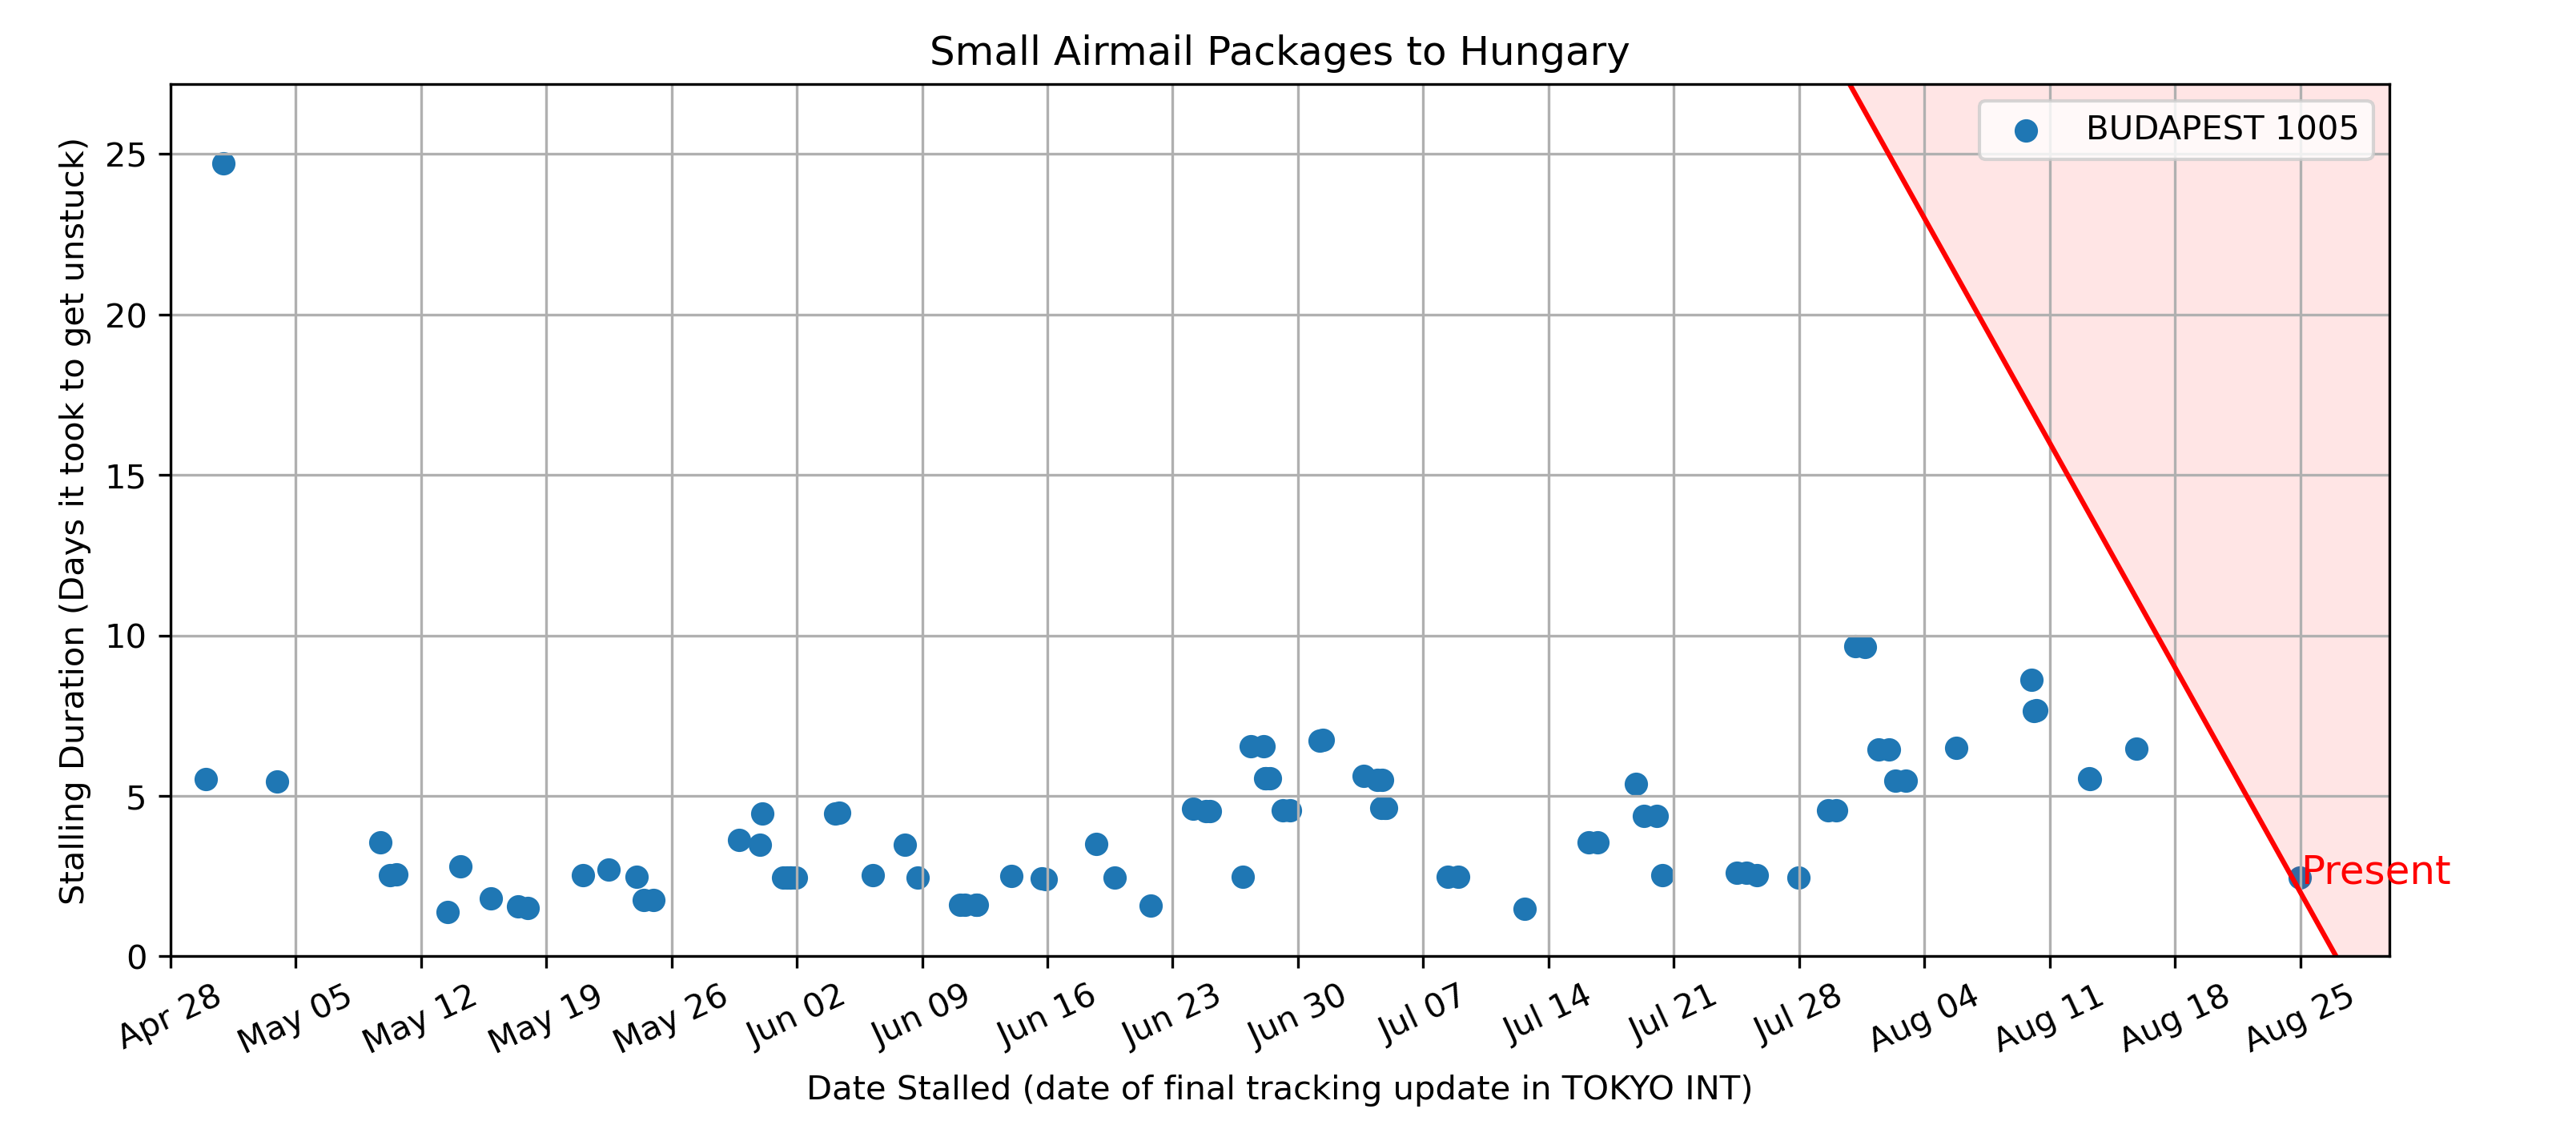 Small Airmail Packages to Hungary
BUDAPEST 1005
Stalling Duration (Days it took to get unstuck)
25
20
15
10
5
0
Present
Apr 28
May 05
May 12
May 19
May 26
Jun 02
Jun 09
Jun 16
Jun 23
Jun 30
Jul 07
Jul 14
Jul 21
Jul 28
Aug 04
Aug 11
Aug 18
Aug 25
Date Stalled (date of final tracking update in TOKYO INT)